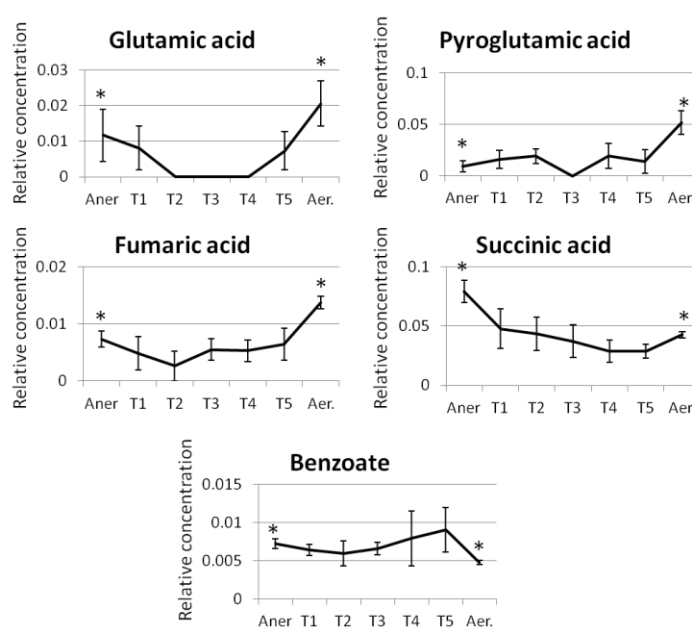 Glutamic acid
Relative concentration
0.03
0.02
0.01
0
*
*
Aner T1 T2 T3 T4 T5 Aer.
Pyroglutamic acid
Relative concentration
0.1
0.05
0
*
*
Aner T1 T2 T3 T4 T5 Aer
Fumaric acid
Relative concentration
0.02
0.01
0
*
*
Aner T1 T2 T3 T4 T5 Aer.
Succinic acid
Relative concentration
0.1
0.05
0
*
*
Aner T1 T2 T3 T4 T5 Aer
Benzoate
Relative concentration
0.015
0.01
0.005
0
*
*
Aner T1 T2 T3 T4 T5 Aer.